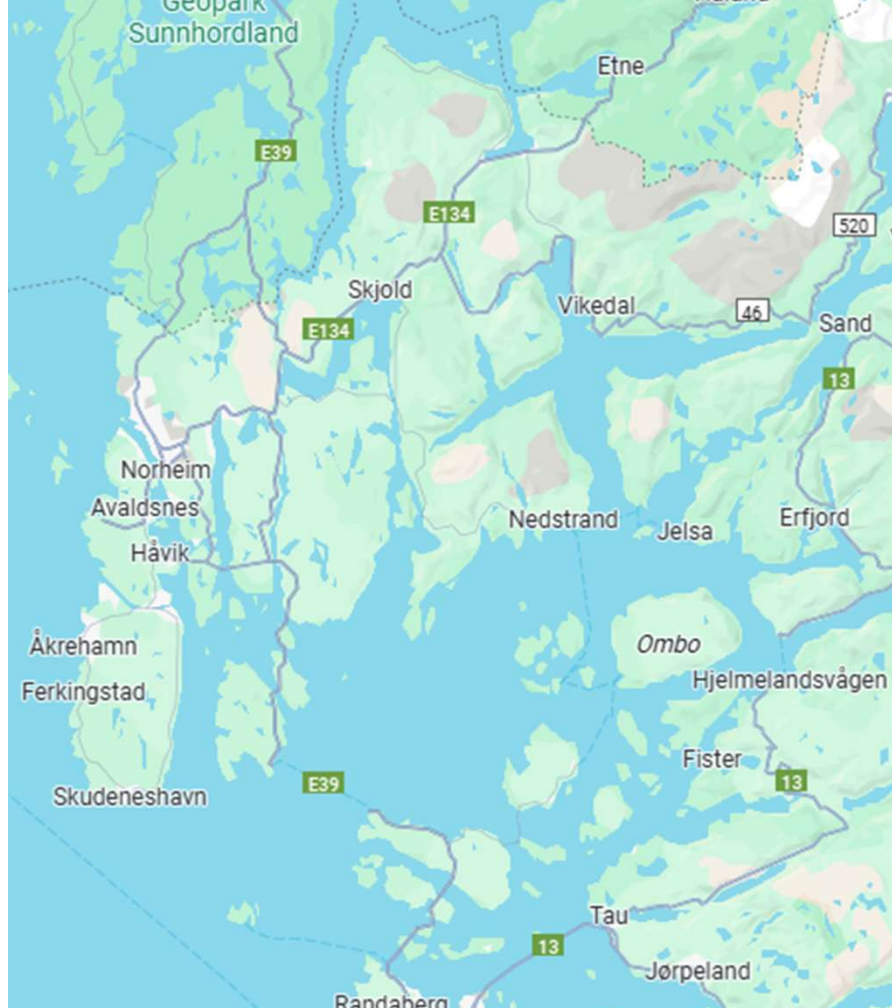 Geopark
Sunnhordland
Etne
E39
E134
520
Skjold
Vikedal
46
Sand
E134
13
Norheim
Avaldsnes
Nedstrand
Jelsa
Erfjord
Håvik
Åkrehamn
Ombo
Ferkingstad
Hjelmelandsvågen
Fister
Skudeneshavn
E39
13
Tau
13
Jørpeland
Randaberg